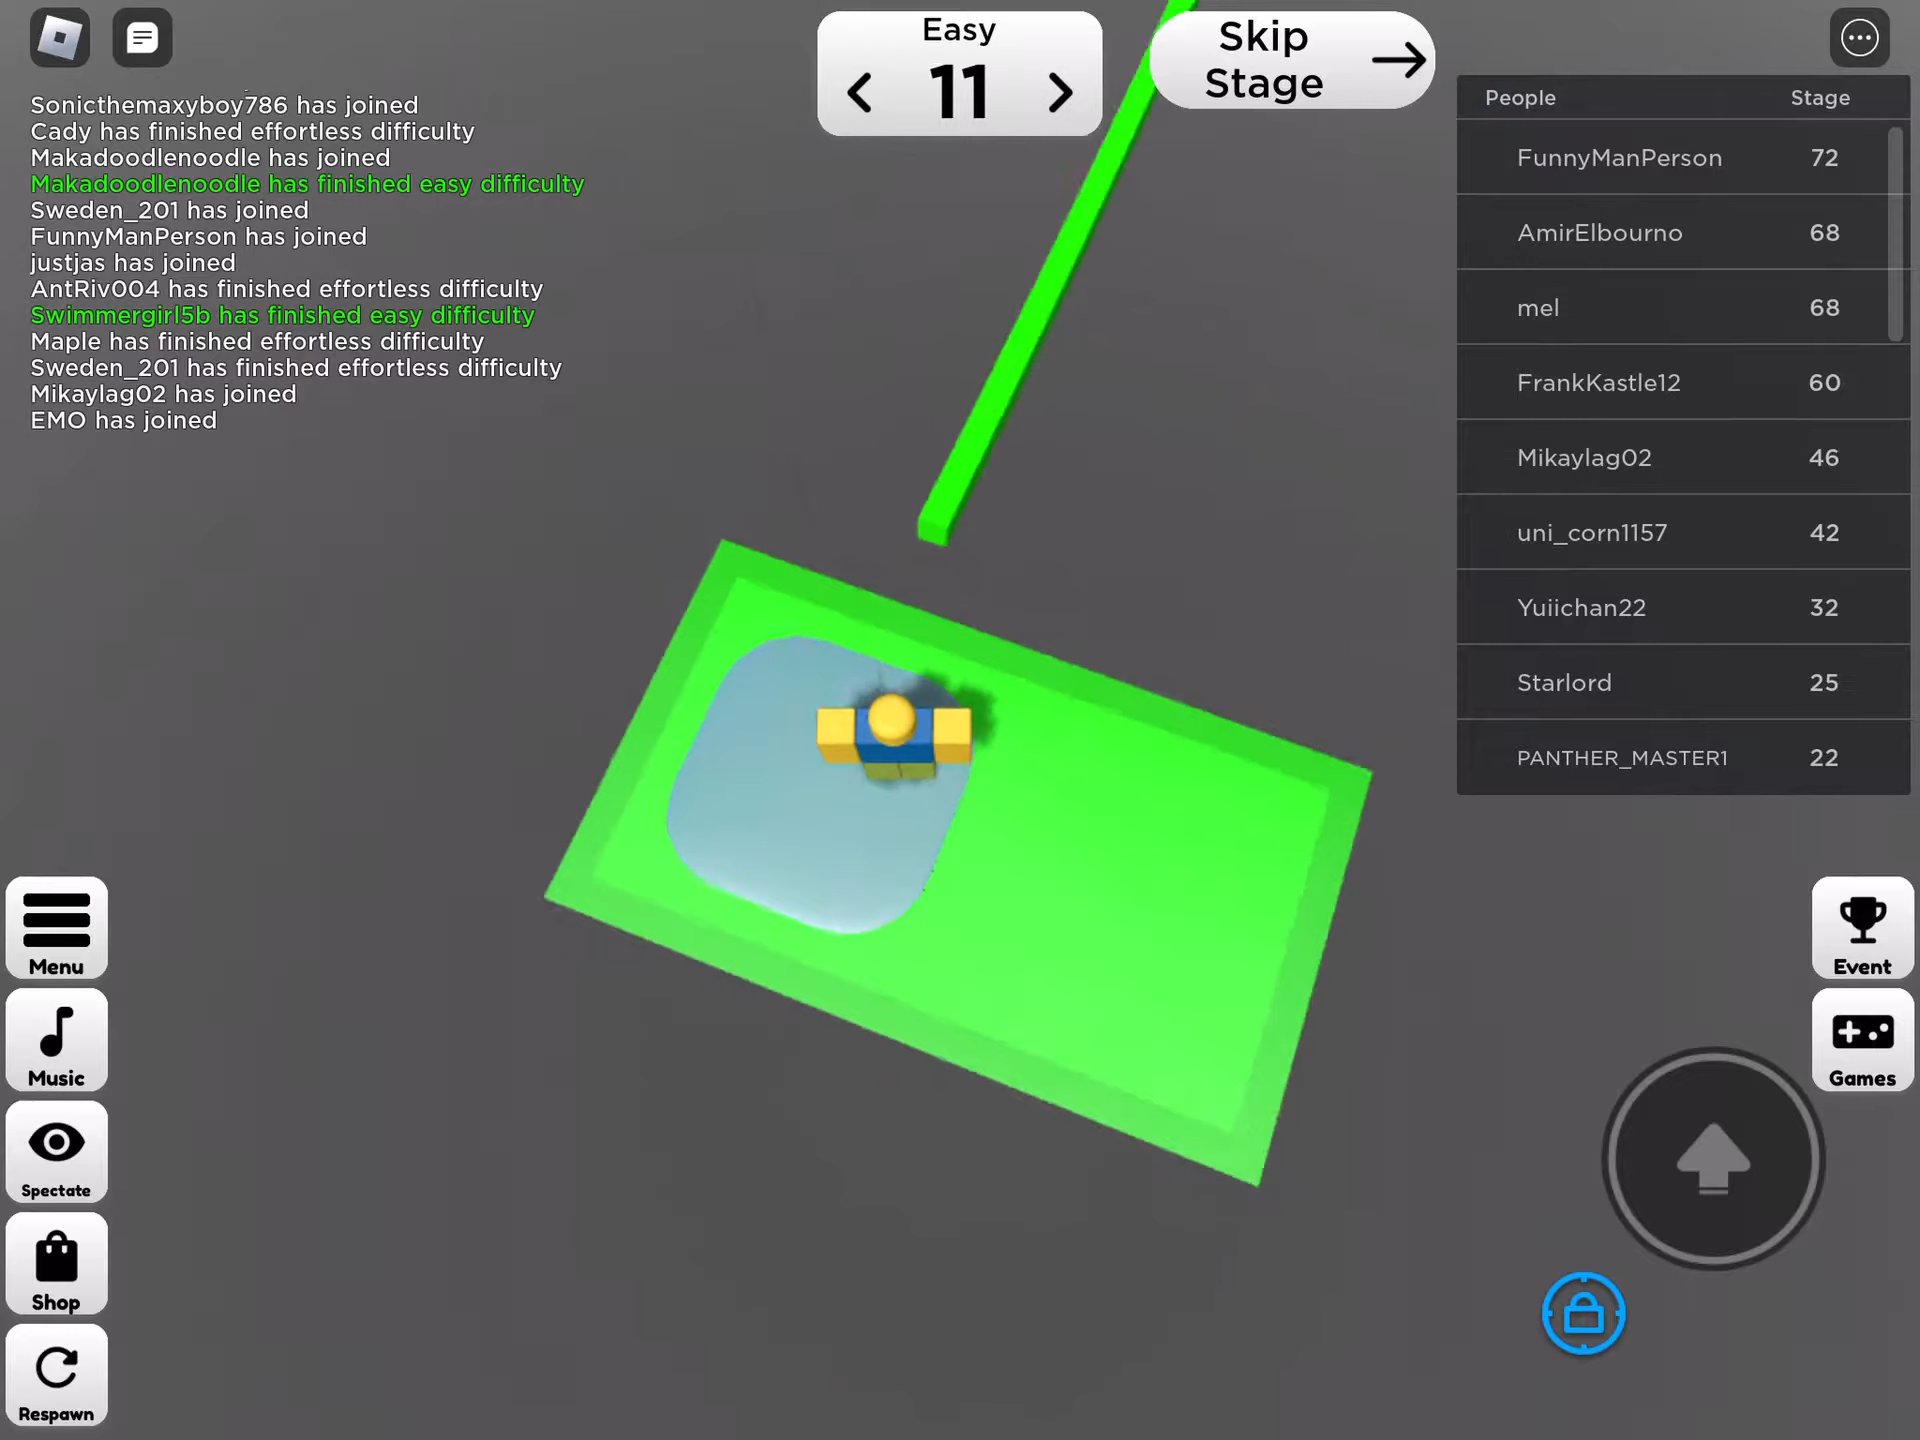 Easy
11
Skip
Stage
Sonicthemaxyboy786 has joined
Cady has finished effortless difficulty
Makadoodlenoodle has joined
Makadoodlenoodle has finished easy difficulty
Sweden_201 has joined
FunnyManPerson has joined
justjas has joined
AntRiv004 has finished effortless difficulty
Swimmergirl5b has finished easy difficulty
Maple has finished effortless difficulty
Sweden_201 has finished effortless difficulty
Mikaylag02 has joined
EMO has joined
People Stage
FunnyManPerson 72
AmirElbourno 68
mel 68
FrankKastle12 60
Mikaylag02 46
uni_corn1157 42
Yuiichan22 32
Starlord 25
PANTHER_MASTER1 22
Menu
Music
Spectate
Shop
Respawn
Event
Games